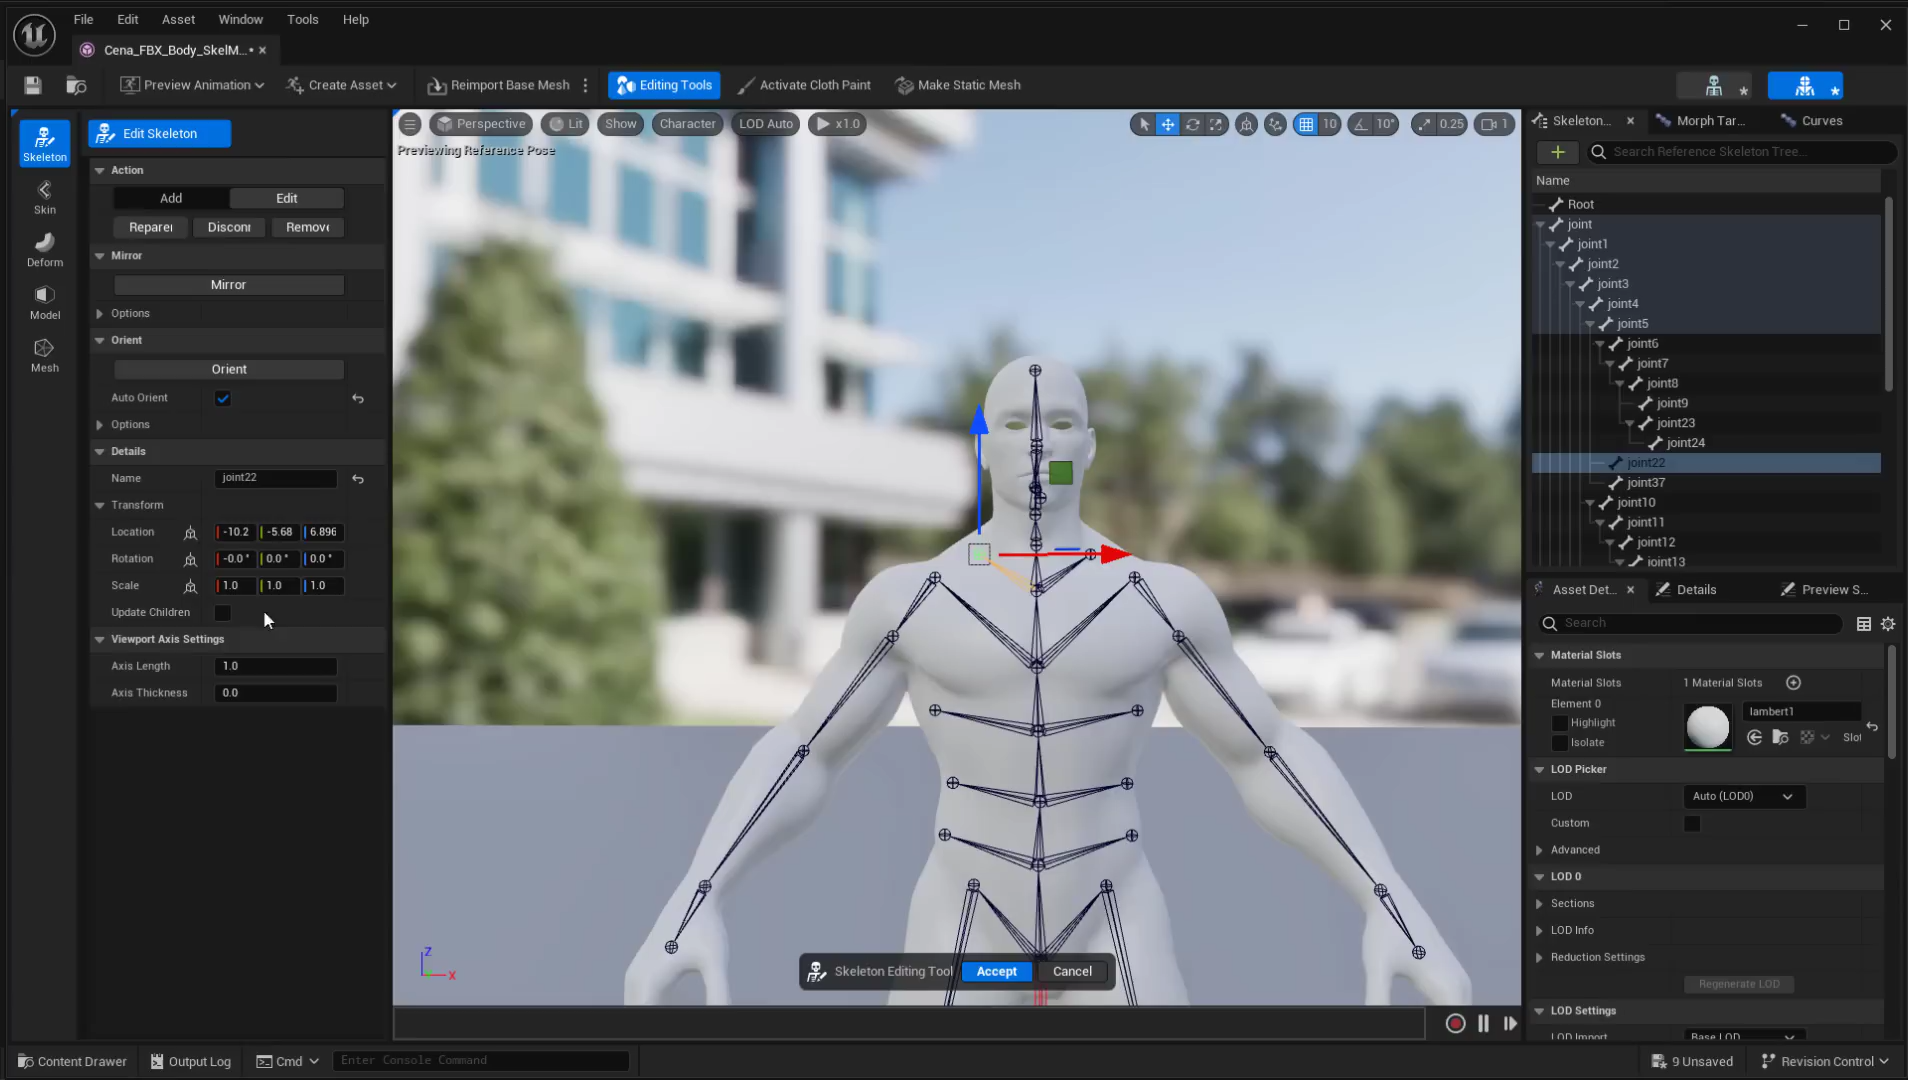 File Edit Asset Window Tools Help
Cena_FBX_Body_SkelM...•
Preview Animation Create Asset Reimport Base Mesh Editing Tools Activate Cloth Paint Make Static Mesh
Skeleton
Skin
Deform
Model
Mesh
Edit Skeleton
Action
Add Edit
Reparen Disconn Remove
Mirror
Mirror
Options
Orient
Orient
Auto Orient
Options
Details
Name joint22
Transform
Location -10.2 -5.68 6.896
Rotation -0.0° 0.0° 0.0°
Scale 1.0 1.0 1.0
Update Children
Viewport Axis Settings
Axis Length 1.0
Axis Thickness 0.0
Perspective Lit Show Character LOD Auto x1.0 10 10° 0.25 1
Previewing Reference Pose
Z
X
Skeleton Editing Tool Accept Cancel
Skeleton... Morph Tar... Curves
Search Reference Skeleton Tree...
Name
Root
joint
joint1
joint2
joint3
joint4
joint5
joint6
joint7
joint8
joint9
joint23
joint24
joint22
joint37
joint10
joint11
joint12
joint13
Asset Det... Details Preview S...
Search
Material Slots
Material Slots 1 Material Slots
Element 0
Highlight
Isolate
lambert1
Slot
LOD Picker
LOD Auto (LOD0)
Custom
Advanced
LOD 0
Sections
LOD Info
Reduction Settings
Regenerate LOD
LOD Settings
LOD Import Base LOD
Content Drawer Output Log Cmd Enter Console Command 9 Unsaved Revision Control